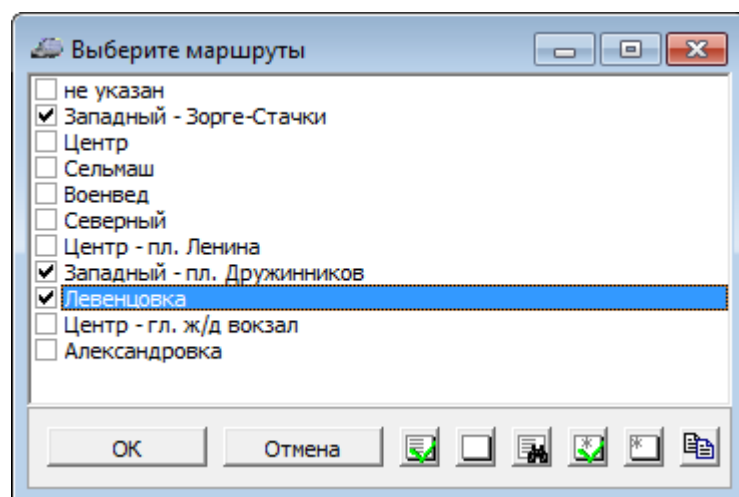 Выберите маршруты
не указан
Западный - Зорге-Стачки
Центр
Сельмаш
Военвед
Северный
Центр - пл. Ленина
Западный - пл. Дружинников
Левенцовка
Центр - гл. ж/д вокзал
Александровка
ОК Отмена